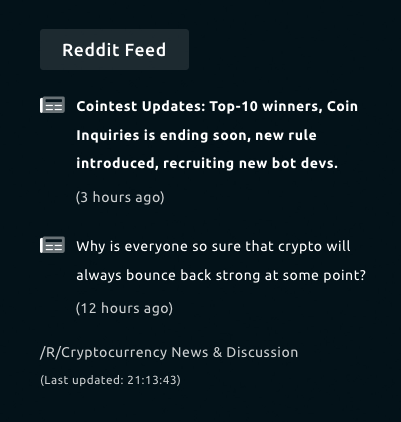 Reddit Feed
Cointest Updates: Top-10 winners, Coin
Inquiries is ending soon, new rule
introduced, recruiting new bot devs.
(3 hours ago)
Why is everyone so sure that crypto will
always bounce back strong at some point?
(12 hours ago)
/R/Cryptocurrency News & Discussion
(Last updated: 21:13:43)